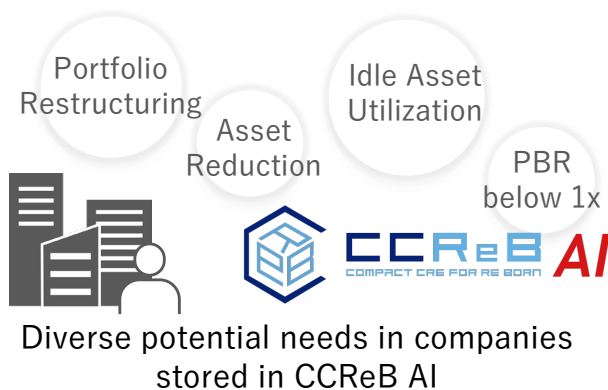 Portfolio
Restructuring
Idle Asset
Utilization
Asset
Reduction
PBR
below 1x
CCReB AI
COMPACT CRE FOR RE BORN
Diverse potential needs in companies
stored in CCReB AI